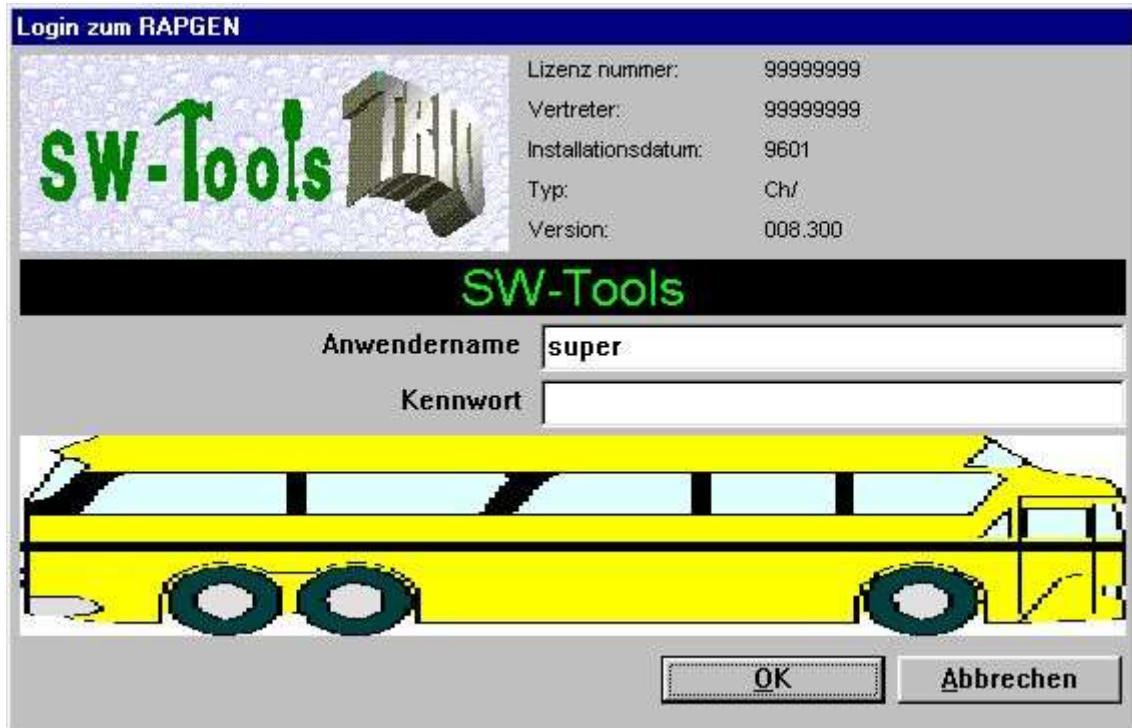 Login zum RAPGEN
sw-Tools TRIO
Lizenz nummer: 99999999
Vertreter: 99999999
Installationsdatum: 9601
Typ: Ch/
Version: 008.300
SW-Tools
Anwendername super
Kennwort
OK Abbrechen